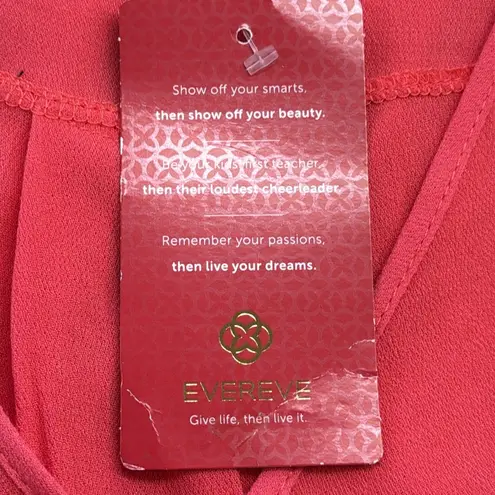 Show off your smarts,
then show off your beauty.
Be your kids' first teacher,
then their loudest cheerleader.
Remember your passions,
then live your dreams.
EVEREVE
Give life, then live it.